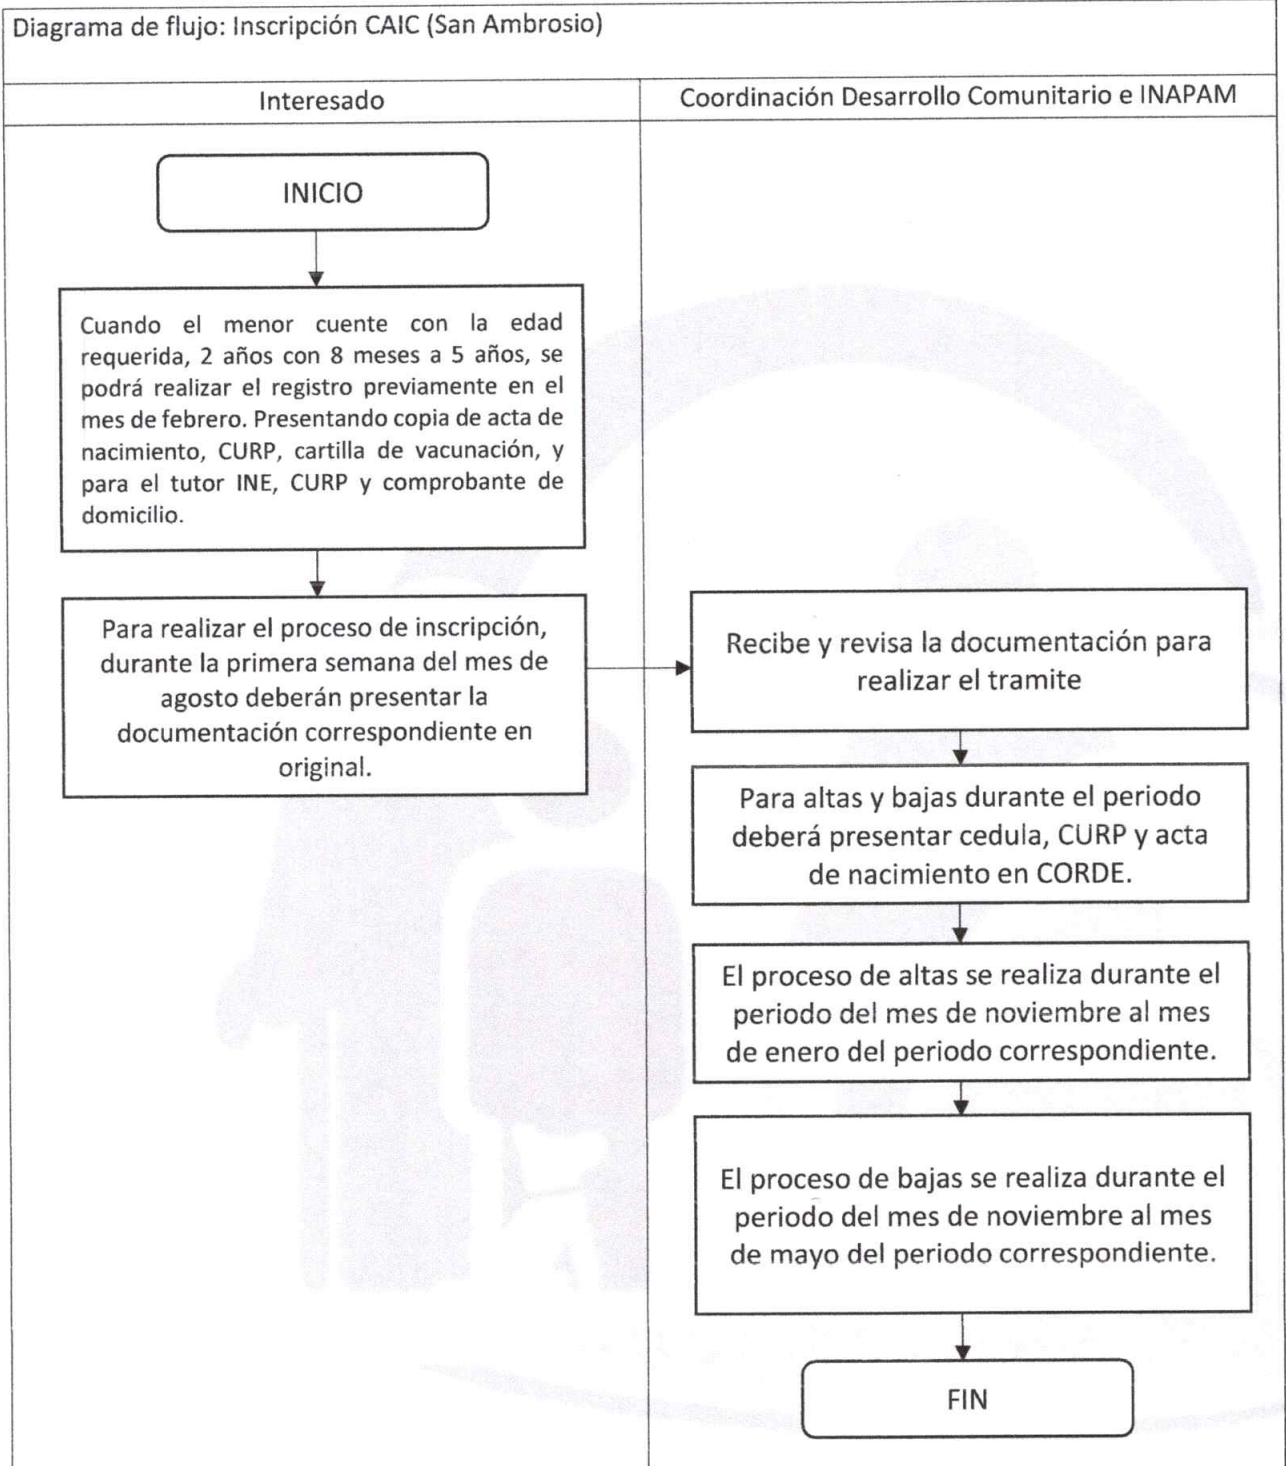 Diagrama de flujo: Inscripción CAIC (San Ambrosio)
Interesado
Coordinación Desarrollo Comunitario e INAPAM
INICIO
Cuando el menor cuente con la edad
requerida, 2 años con 8 meses a 5 años, se
podrá realizar el registro previamente en el
mes de febrero. Presentando copia de acta de
nacimiento, CURP, cartilla de vacunación, y
para el tutor INE, CURP y comprobante de
domicilio.
Para realizar el proceso de inscripción,
durante la primera semana del mes de
agosto deberán presentar la
documentación correspondiente en
original.
Recibe y revisa la documentación para
realizar el tramite
Para altas y bajas durante el periodo
deberá presentar cedula, CURP y acta
de nacimiento en CORDE.
El proceso de altas se realiza durante el
periodo del mes de noviembre al mes
de enero del periodo correspondiente.
El proceso de bajas se realiza durante el
periodo del mes de noviembre al mes
de mayo del periodo correspondiente.
FIN